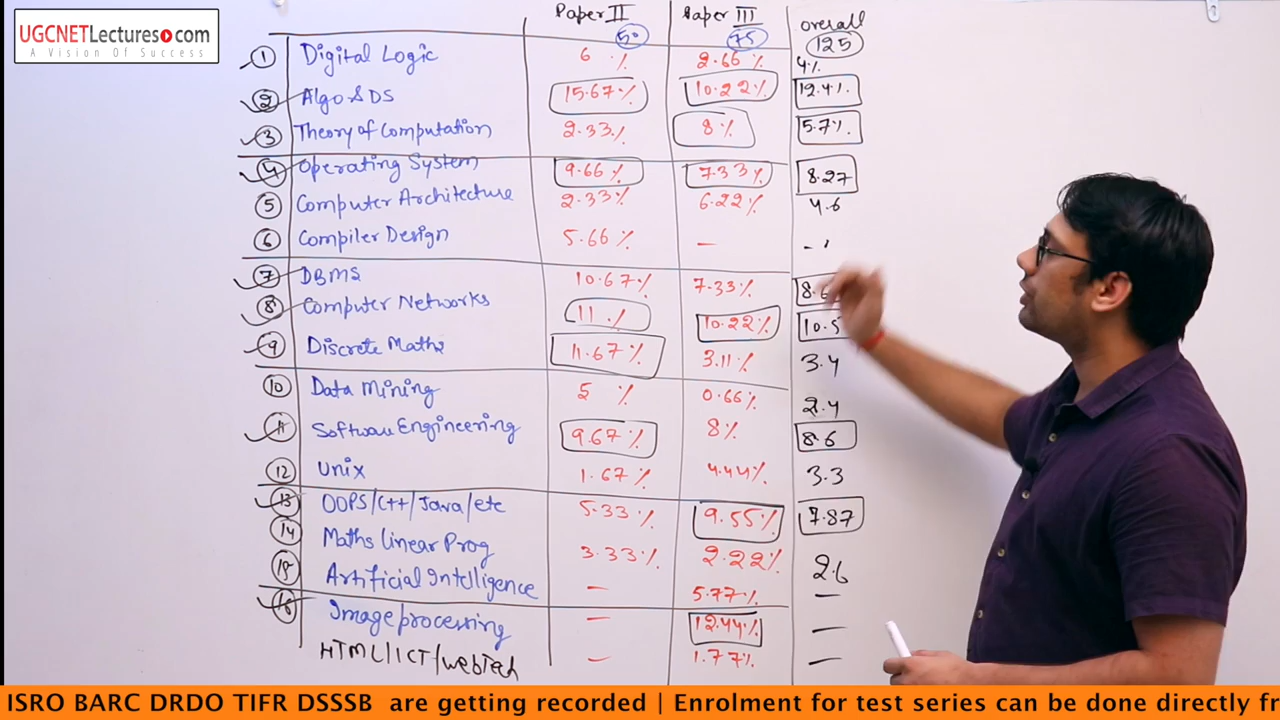 UGCNETLectures.com
A Vision Of Success
Paper II Paper III overall
50 75 125
1 Digital Logic 6 % 2.66 % 4%
2 Algo & DS 15.67% 10.22% 12.4%
3 Theory of Computation 2.33% 8% 5.7%
4 Operating System 9.66% 7.33% 8.27
5 Computer Architecture 2.33% 6.22% 4.6
6 Compiler Design 5.66% –
7 DBMS 10.67% 7.33% 8.6
8 Computer Networks 11 % 10.22% 10.5
9 Discrete Maths 11.67% 3.11% 3.4
10 Data Mining 5 % 0.66% 2.4
11 Software Engineering 9.67% 8% 8.6
12 Unix 1.67% 4.44% 3.3
13 OOPS/C++/Java/etc 5.33% 9.55% 7.87
14 Maths linear Prog 3.33% 2.22% 2.6
15 Artificial Intelligence – 5.77% –
16 Image processing – 12.44% –
HTML/ICT/webTech – 1.77% –
ISRO BARC DRDO TIFR DSSSB are getting recorded | Enrolment for test series can be done directly fr